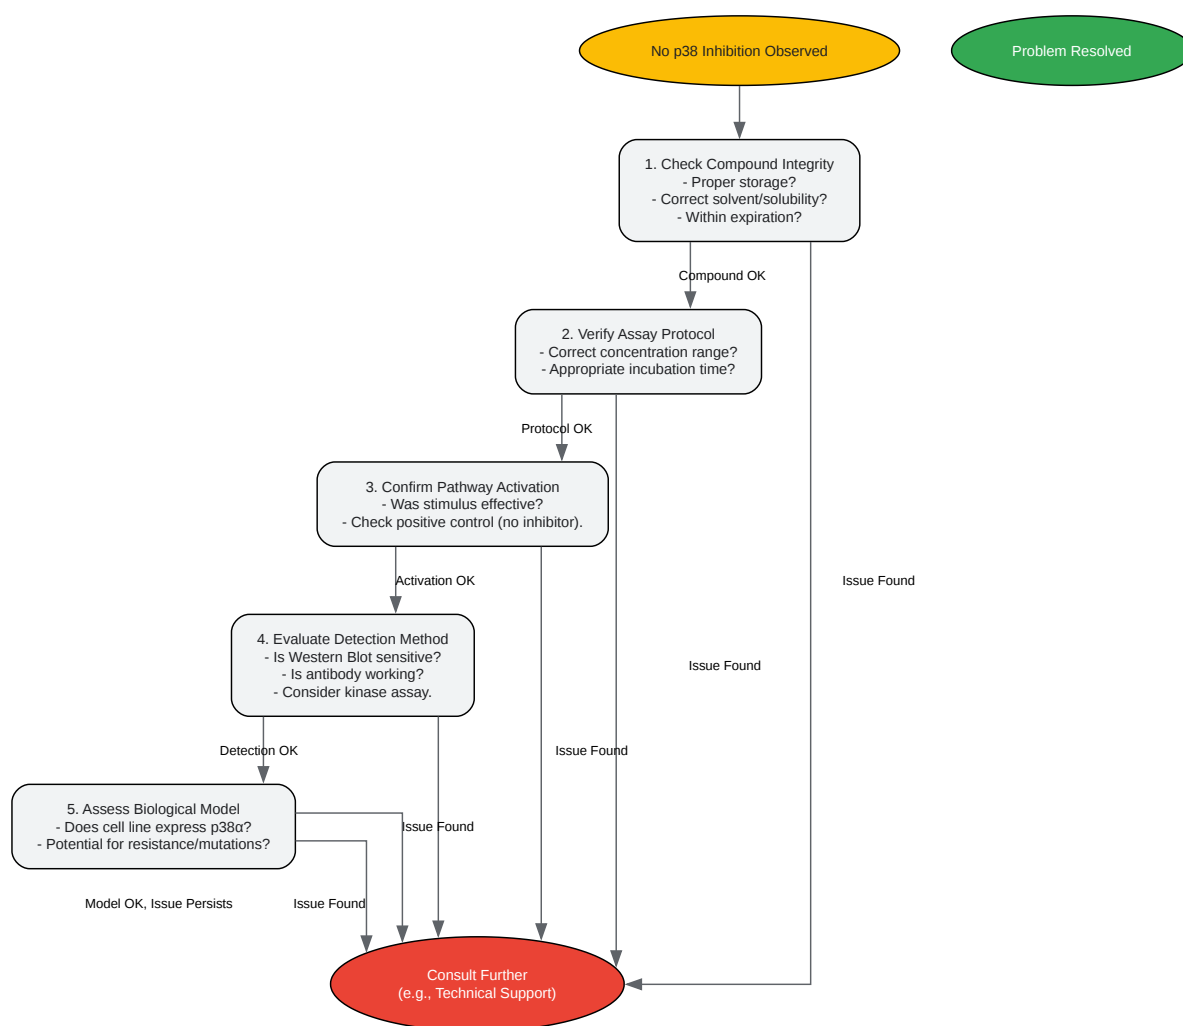 No p38 Inhibition Observed
Problem Resolved
1. Check Compound Integrity
- Proper storage?
- Correct solvent/solubility?
- Within expiration?
Compound OK
2. Verify Assay Protocol
- Correct concentration range?
- Appropriate incubation time?
Protocol OK
3. Confirm Pathway Activation
- Was stimulus effective?
- Check positive control (no inhibitor).
Activation OK
Issue Found
4. Evaluate Detection Method
- Is Western Blot sensitive?
- Is antibody working?
- Consider kinase assay.
Issue Found
Detection OK
Issue Found
5. Assess Biological Model
- Does cell line express p38α?
- Potential for resistance/mutations?
Issue Found
Model OK, Issue Persists
Issue Found
Consult Further
(e.g., Technical Support)